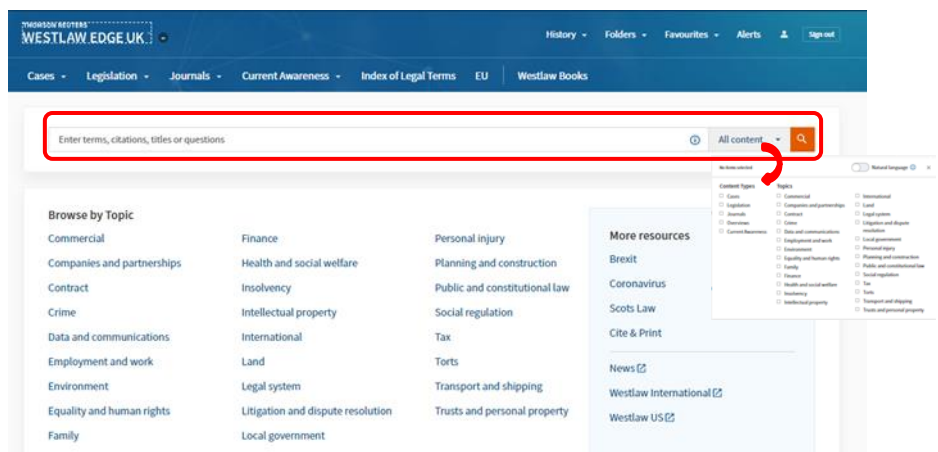 THOMSON REUTERS
WESTLAW EDGE UK
History Folders Favourites Alerts Sign out
Cases Legislation Journals Current Awareness Index of Legal Terms EU Westlaw Books
Enter terms, citations, titles or questions All content
No limits selected Natural language
Content Types Topics
Cases Commercial International
Legislation Companies and partnerships Land
Journals Contract Legal system
Overviews Crime Litigation and dispute
Current Awareness Data and communications resolution
Employment and work Local government
Environment Personal injury
Equality and human rights Planning and construction
Family Public and constitutional law
Finance Social regulation
Health and social welfare Tax
Insolvency Torts
Intellectual property Transport and shipping
Trusts and personal property
Browse by Topic
Commercial Finance Personal injury
Companies and partnerships Health and social welfare Planning and construction
Contract Insolvency Public and constitutional law
Crime Intellectual property Social regulation
Data and communications International Tax
Employment and work Land Torts
Environment Legal system Transport and shipping
Equality and human rights Litigation and dispute resolution Trusts and personal property
Family Local government
More resources
Brexit
Coronavirus
Scots Law
Cite & Print
News
Westlaw International
Westlaw US